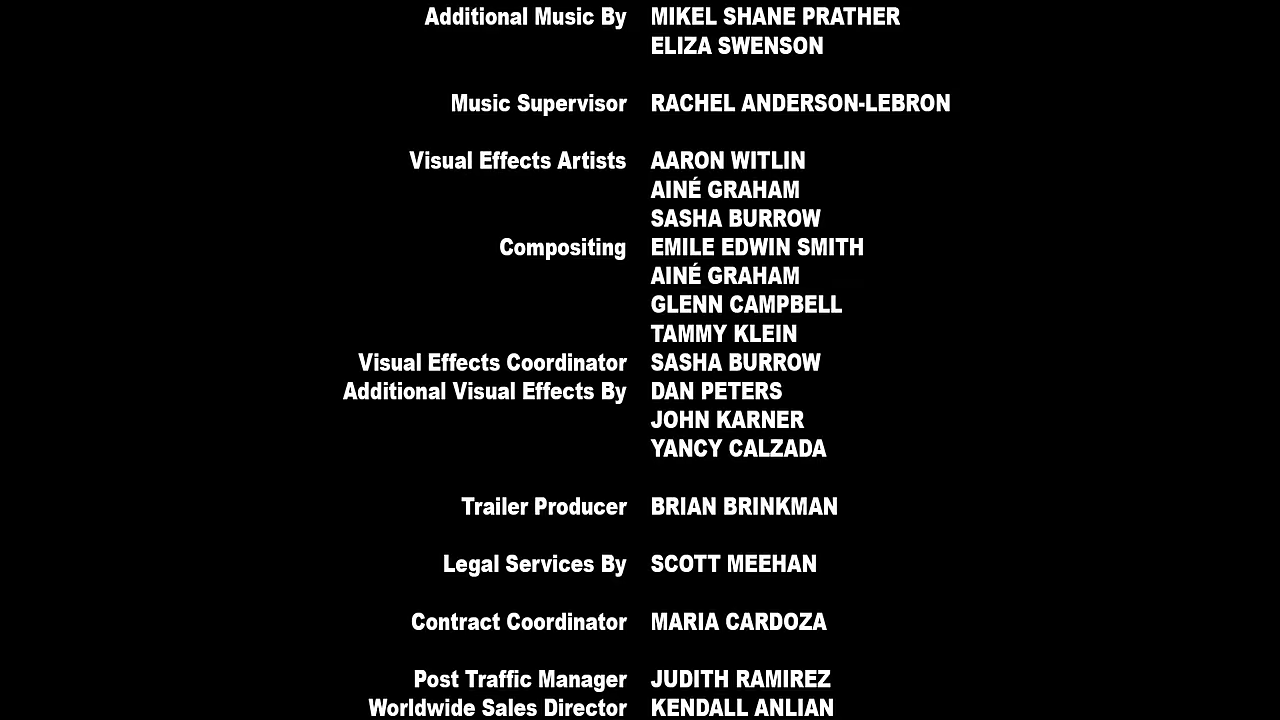 Additional Music By MIKEL SHANE PRATHER
ELIZA SWENSON
Music Supervisor RACHEL ANDERSON-LEBRON
Visual Effects Artists AARON WITLIN
AINÉ GRAHAM
SASHA BURROW
Compositing EMILE EDWIN SMITH
AINÉ GRAHAM
GLENN CAMPBELL
TAMMY KLEIN
Visual Effects Coordinator SASHA BURROW
Additional Visual Effects By DAN PETERS
JOHN KARNER
YANCY CALZADA
Trailer Producer BRIAN BRINKMAN
Legal Services By SCOTT MEEHAN
Contract Coordinator MARIA CARDOZA
Post Traffic Manager JUDITH RAMIREZ
Worldwide Sales Director KENDALL ANLIAN